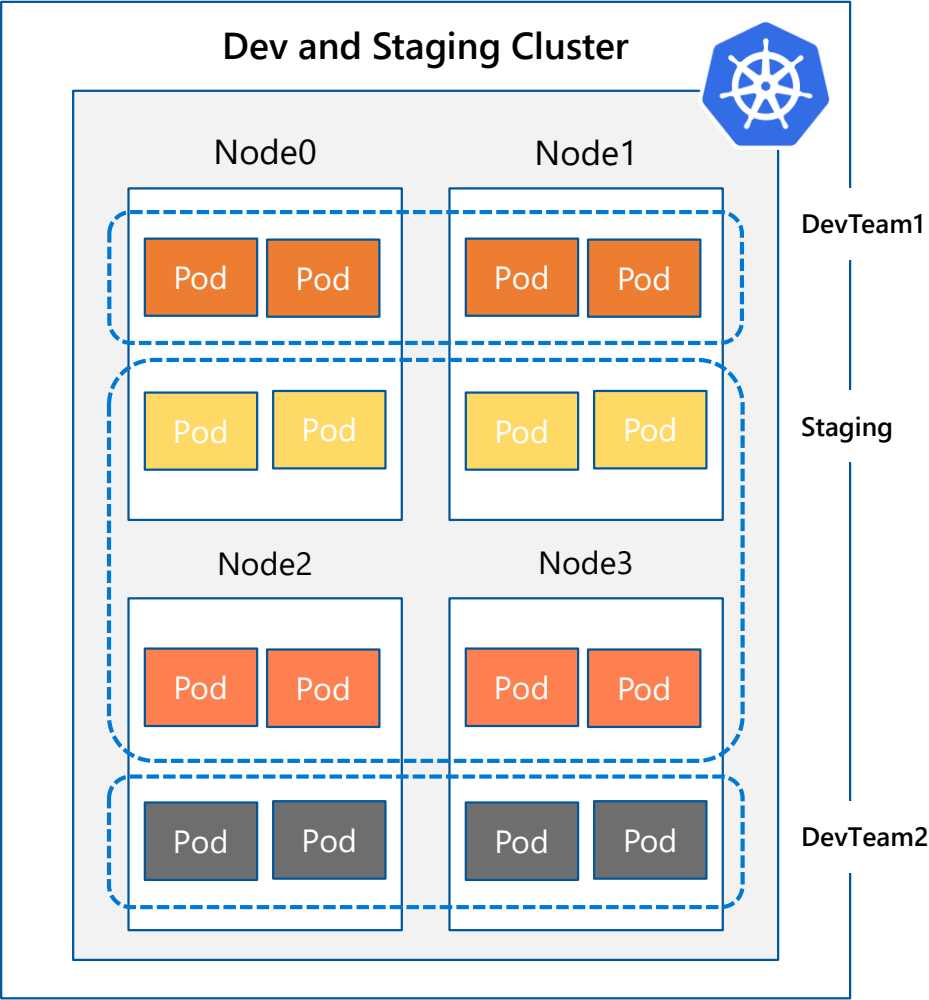 Dev and Staging Cluster
Node0 Node1
DevTeam1
Pod Pod Pod Pod
Staging
Pod Pod Pod Pod
Node2 Node3
Pod Pod Pod Pod
DevTeam2
Pod Pod Pod Pod